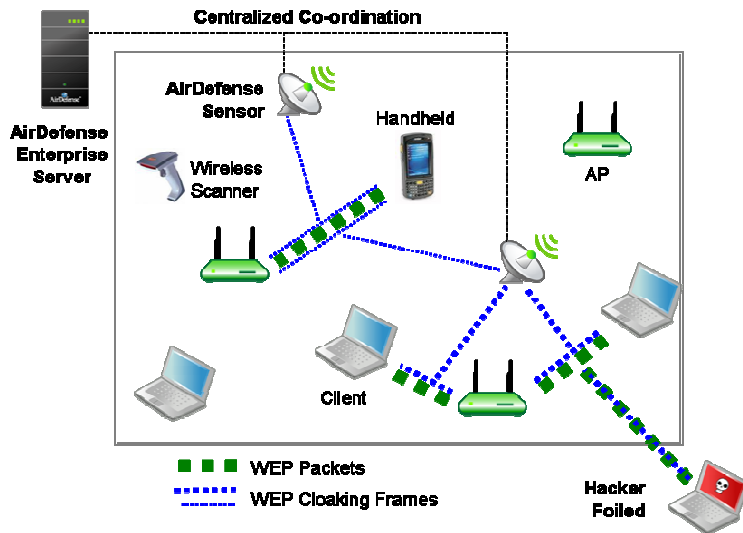 Centralized Co-ordination
AirDefense
AirDefense
Enterprise
Server
AirDefense
Sensor
Handheld
Wireless
Scanner
AP
Client
WEP Packets
WEP Cloaking Frames
Hacker
Foiled